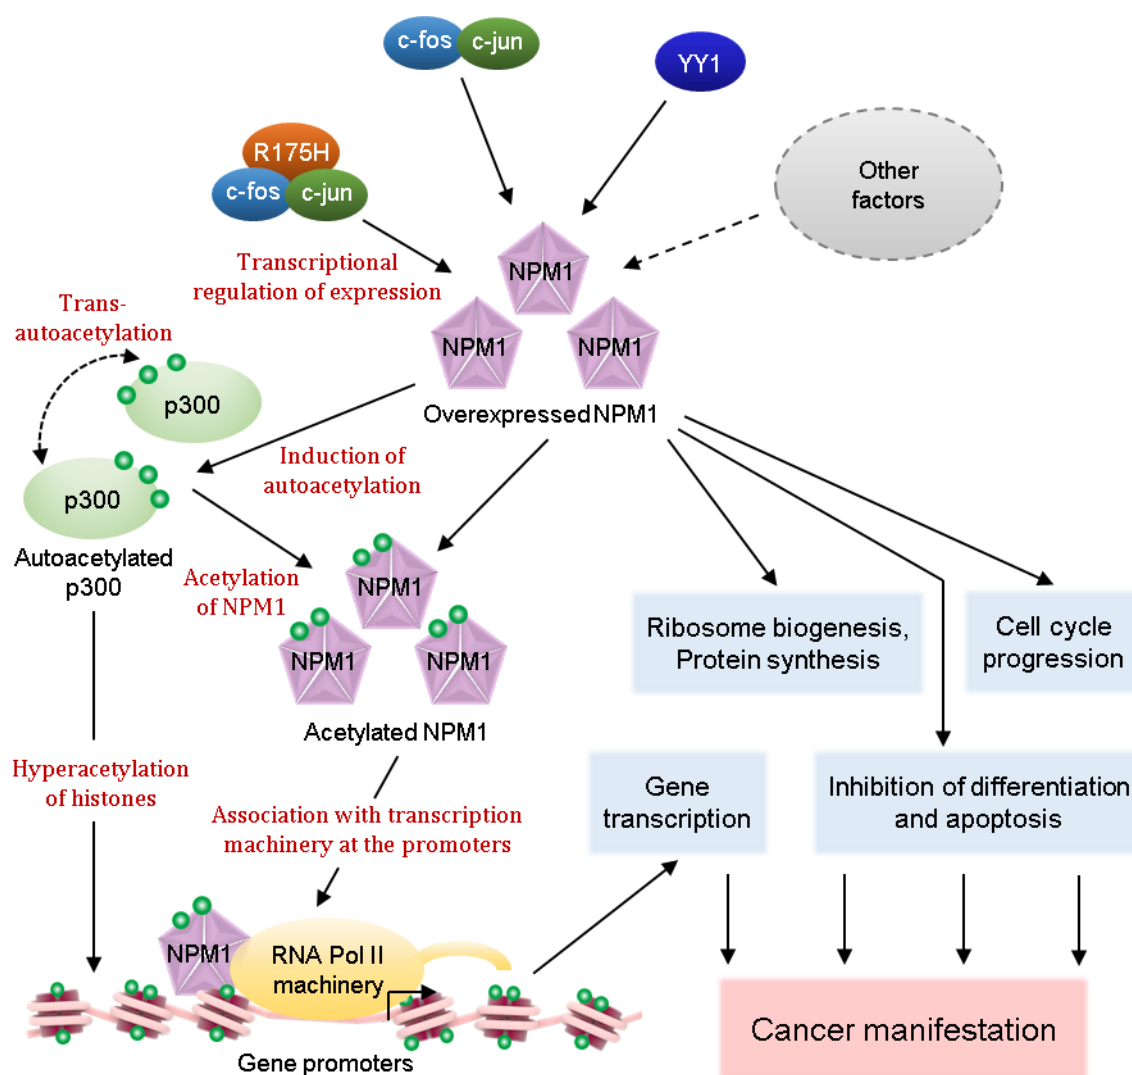 c-fos
c-jun
YY1
R175H
c-fos
c-jun
Other
factors
Transcriptional
regulation of expression
NPM1
NPM1
NPM1
Overexpressed NPM1
Trans-
autoacetylation
p300
p300
Autoacetylated
p300
Induction of
autoacetylation
Acetylation
of NPM1
NPM1
NPM1
NPM1
Acetylated NPM1
Ribosome biogenesis,
Protein synthesis
Cell cycle
progression
Hyperacetylation
of histones
Association with transcription
machinery at the promoters
Gene
transcription
Inhibition of differentiation
and apoptosis
NPM1
RNA Pol II
machinery
Gene promoters
Cancer manifestation